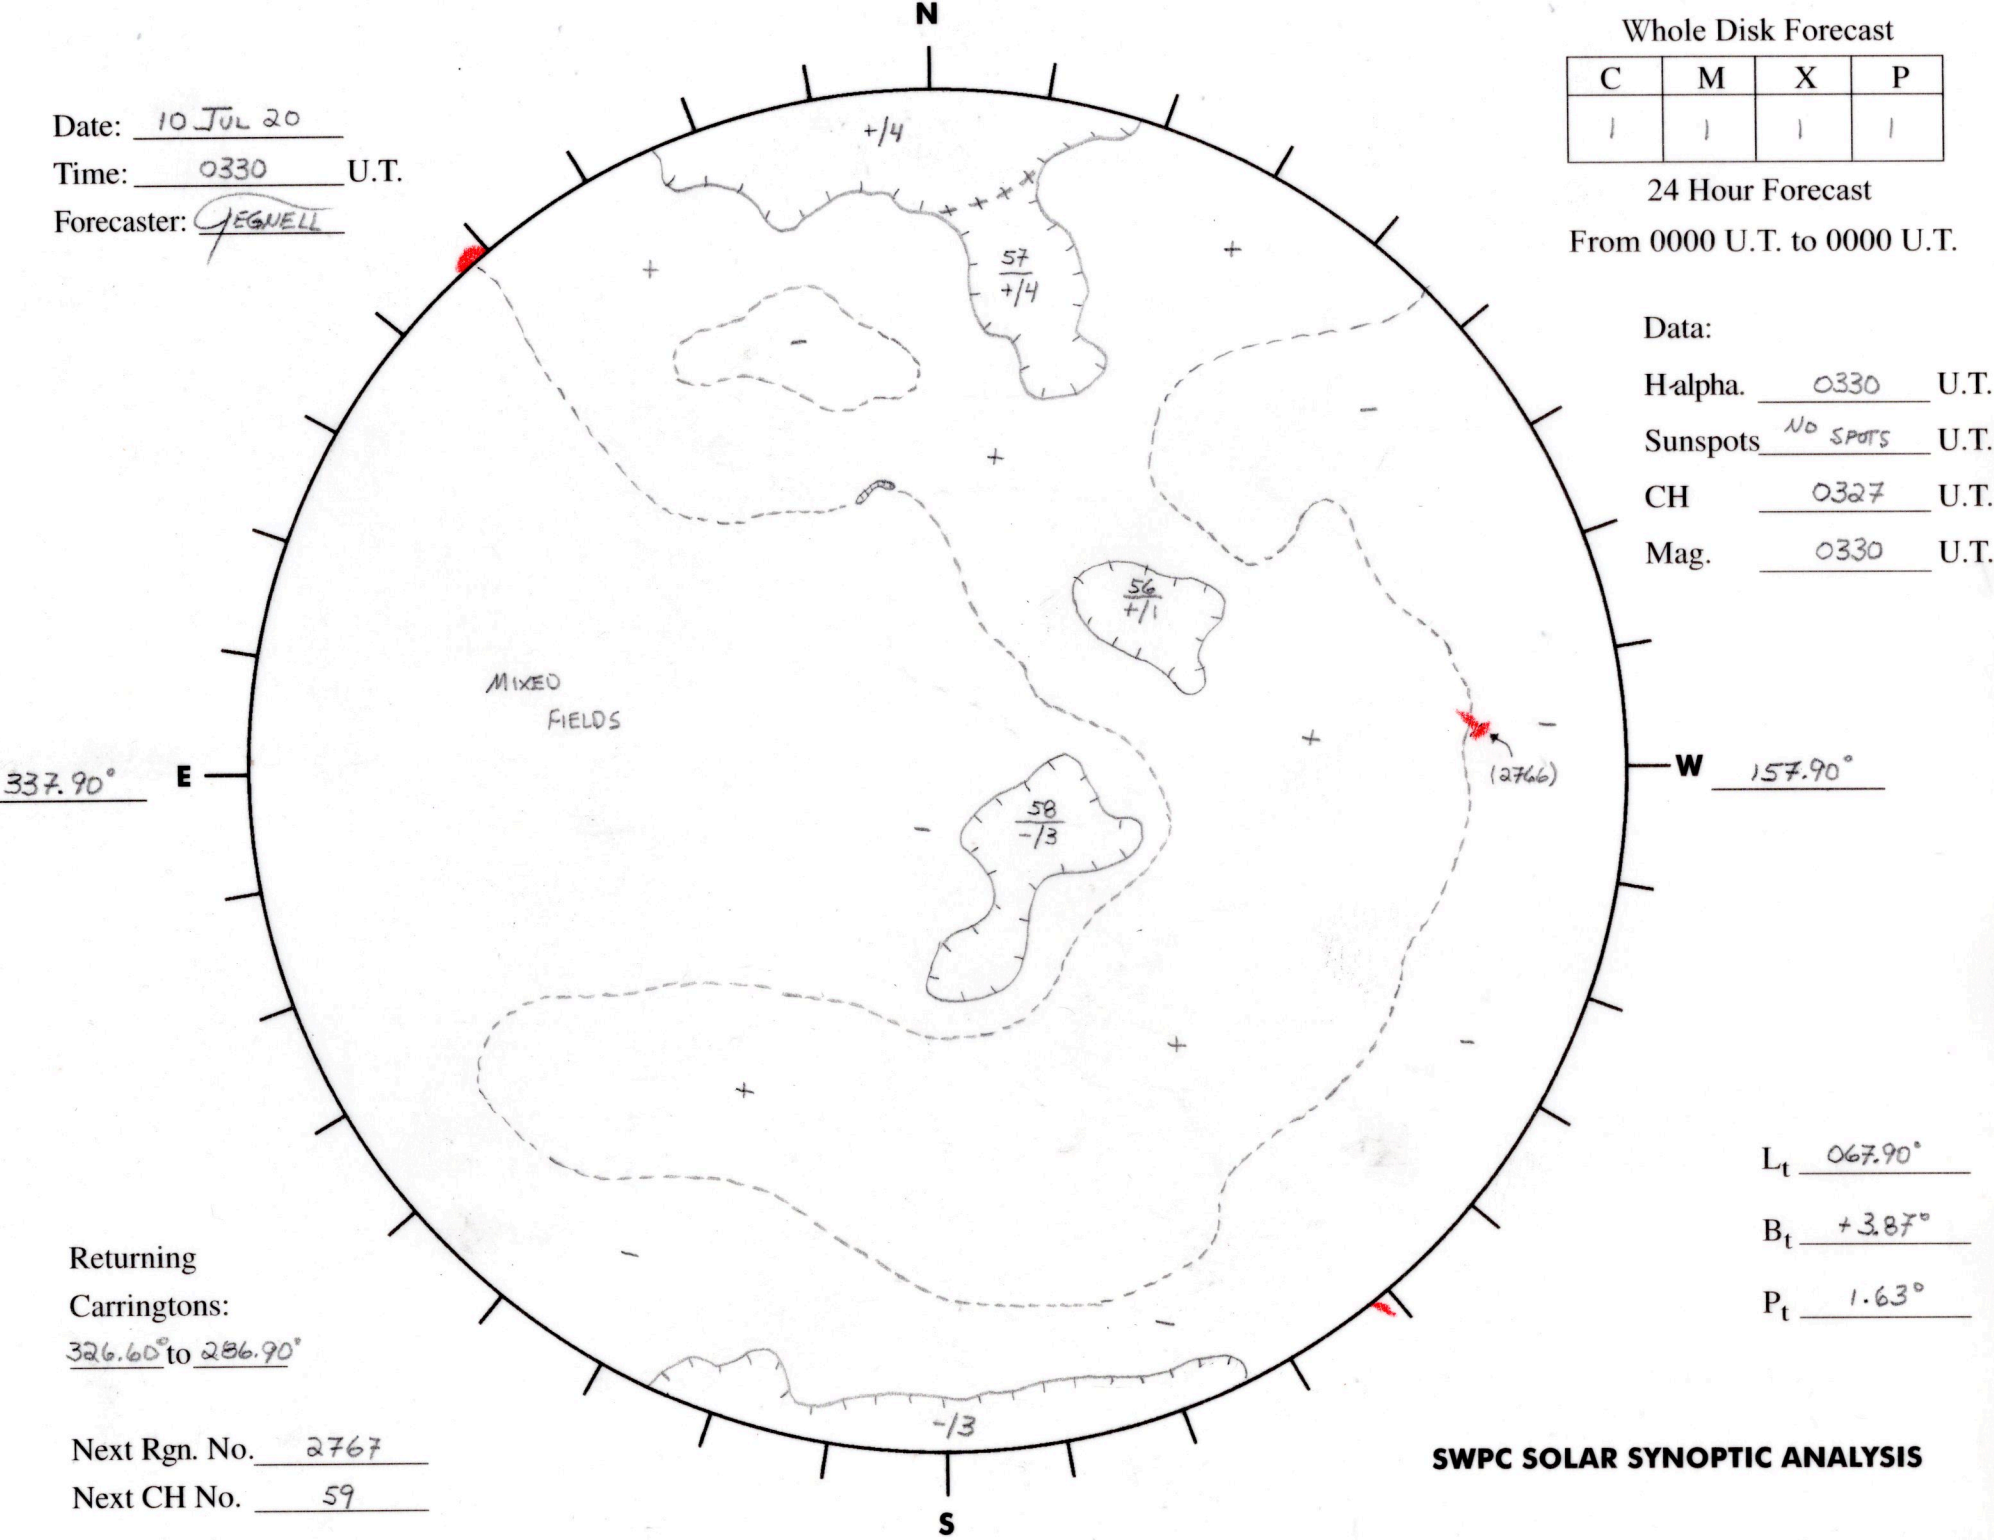 N
Whole Disk Forecast
C M X P
1 1 1 1
24 Hour Forecast
From 0000 U.T. to 0000 U.T.
Date: 10 JUL 20
Time: 0330 U.T.
Forecaster: TEGNELL
Data:
H-alpha. 0330 U.T.
Sunspots NO SPOTS U.T.
CH 0327 U.T.
Mag. 0330 U.T.
+/4
+
+
57
+/4
-
-
+
56
+/1
MIXED
FIELDS
+
-
(2766)
337.90° E
W 157.90°
58
-/3
-
+
-
+
-
-
-/3
Lt 067.90°
Bt +3.87°
Pt 1.63°
Returning
Carringtons:
326.60° to 286.90°
Next Rgn. No. 2767
Next CH No. 59
SWPC SOLAR SYNOPTIC ANALYSIS
S